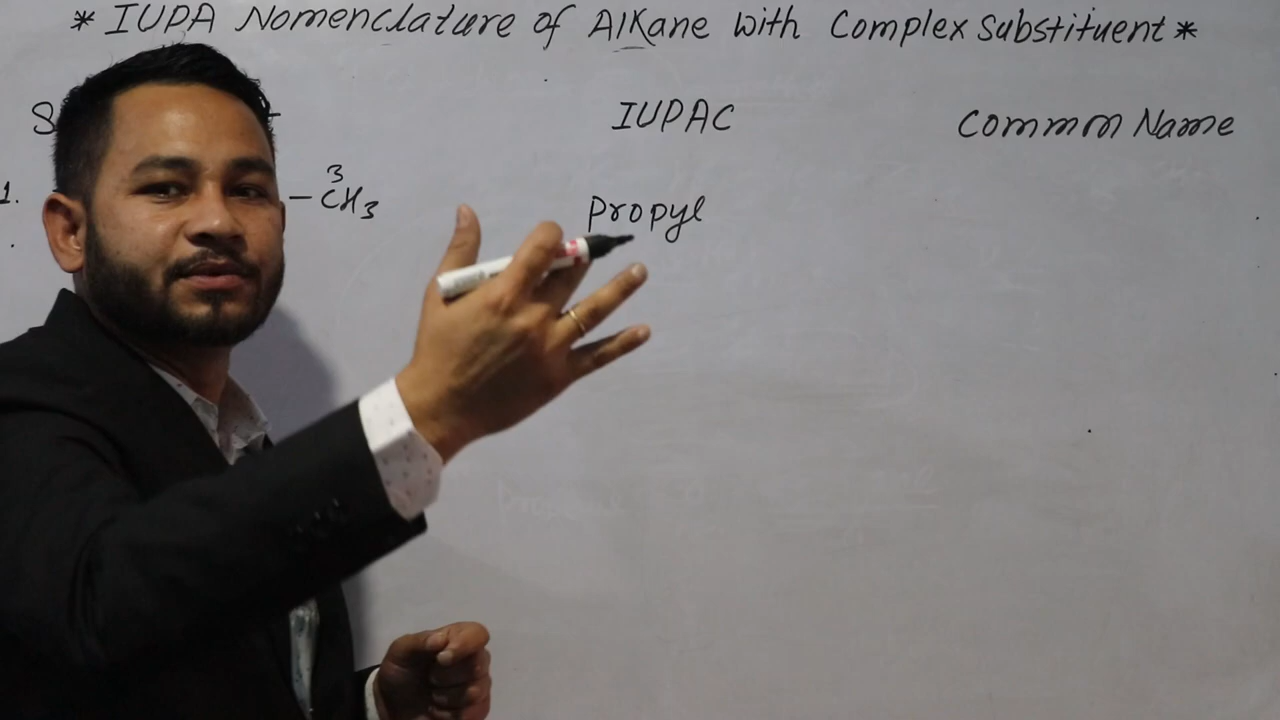 * IUPA Nomenclature of Alkane with Complex Substituent *
IUPAC Common Name
3
1. - CH3 Propyl